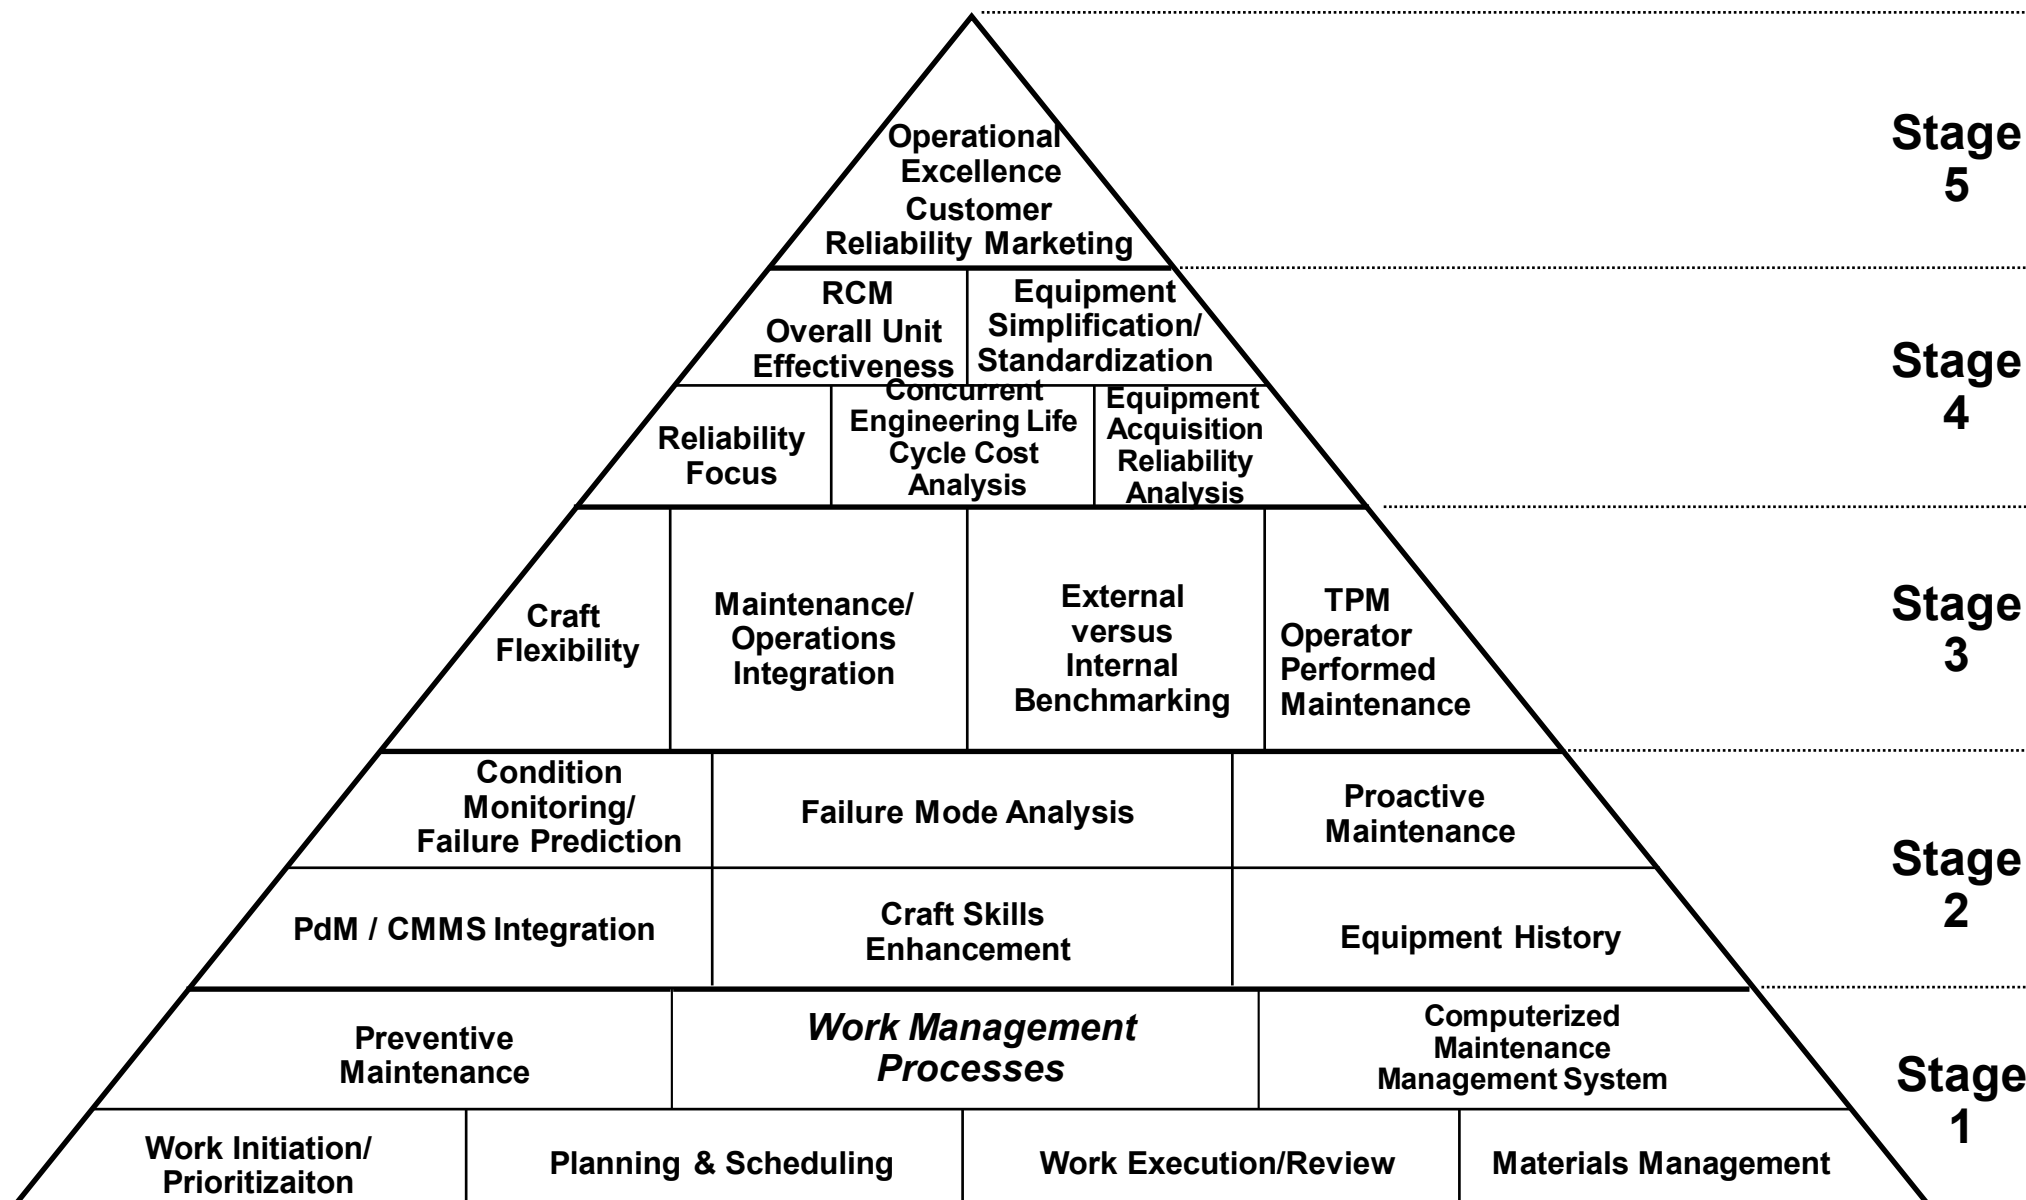 Operational
Excellence
Customer
Reliability Marketing
Stage
5
RCM
Overall Unit
Effectiveness
Equipment
Simplification/
Standardization
Reliability
Focus
Concurrent
Engineering Life
Cycle Cost
Analysis
Equipment
Acquisition
Reliability
Analysis
Stage
4
Craft
Flexibility
Maintenance/
Operations
Integration
External
versus
Internal
Benchmarking
TPM
Operator
Performed
Maintenance
Stage
3
Condition
Monitoring/
Failure Prediction
Failure Mode Analysis
Proactive
Maintenance
PdM / CMMS Integration
Craft Skills
Enhancement
Equipment History
Stage
2
Preventive
Maintenance
Work Management
Processes
Computerized
Maintenance
Management System
Work Initiation/
Prioritizaiton
Planning & Scheduling
Work Execution/Review
Materials Management
Stage
1